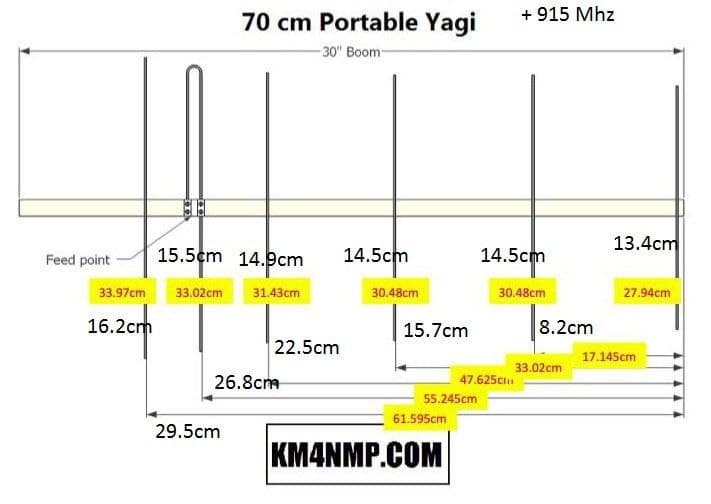 70 cm Portable Yagi
+ 915 Mhz
30" Boom
Feed point
15.5cm
14.9cm
14.5cm
14.5cm
13.4cm
33.97cm
33.02cm
31.43cm
30.48cm
30.48cm
27.94cm
16.2cm
22.5cm
15.7cm
8.2cm
17.145cm
33.02cm
26.8cm
47.625cm
55.245cm
61.595cm
29.5cm
KM4NMP.COM